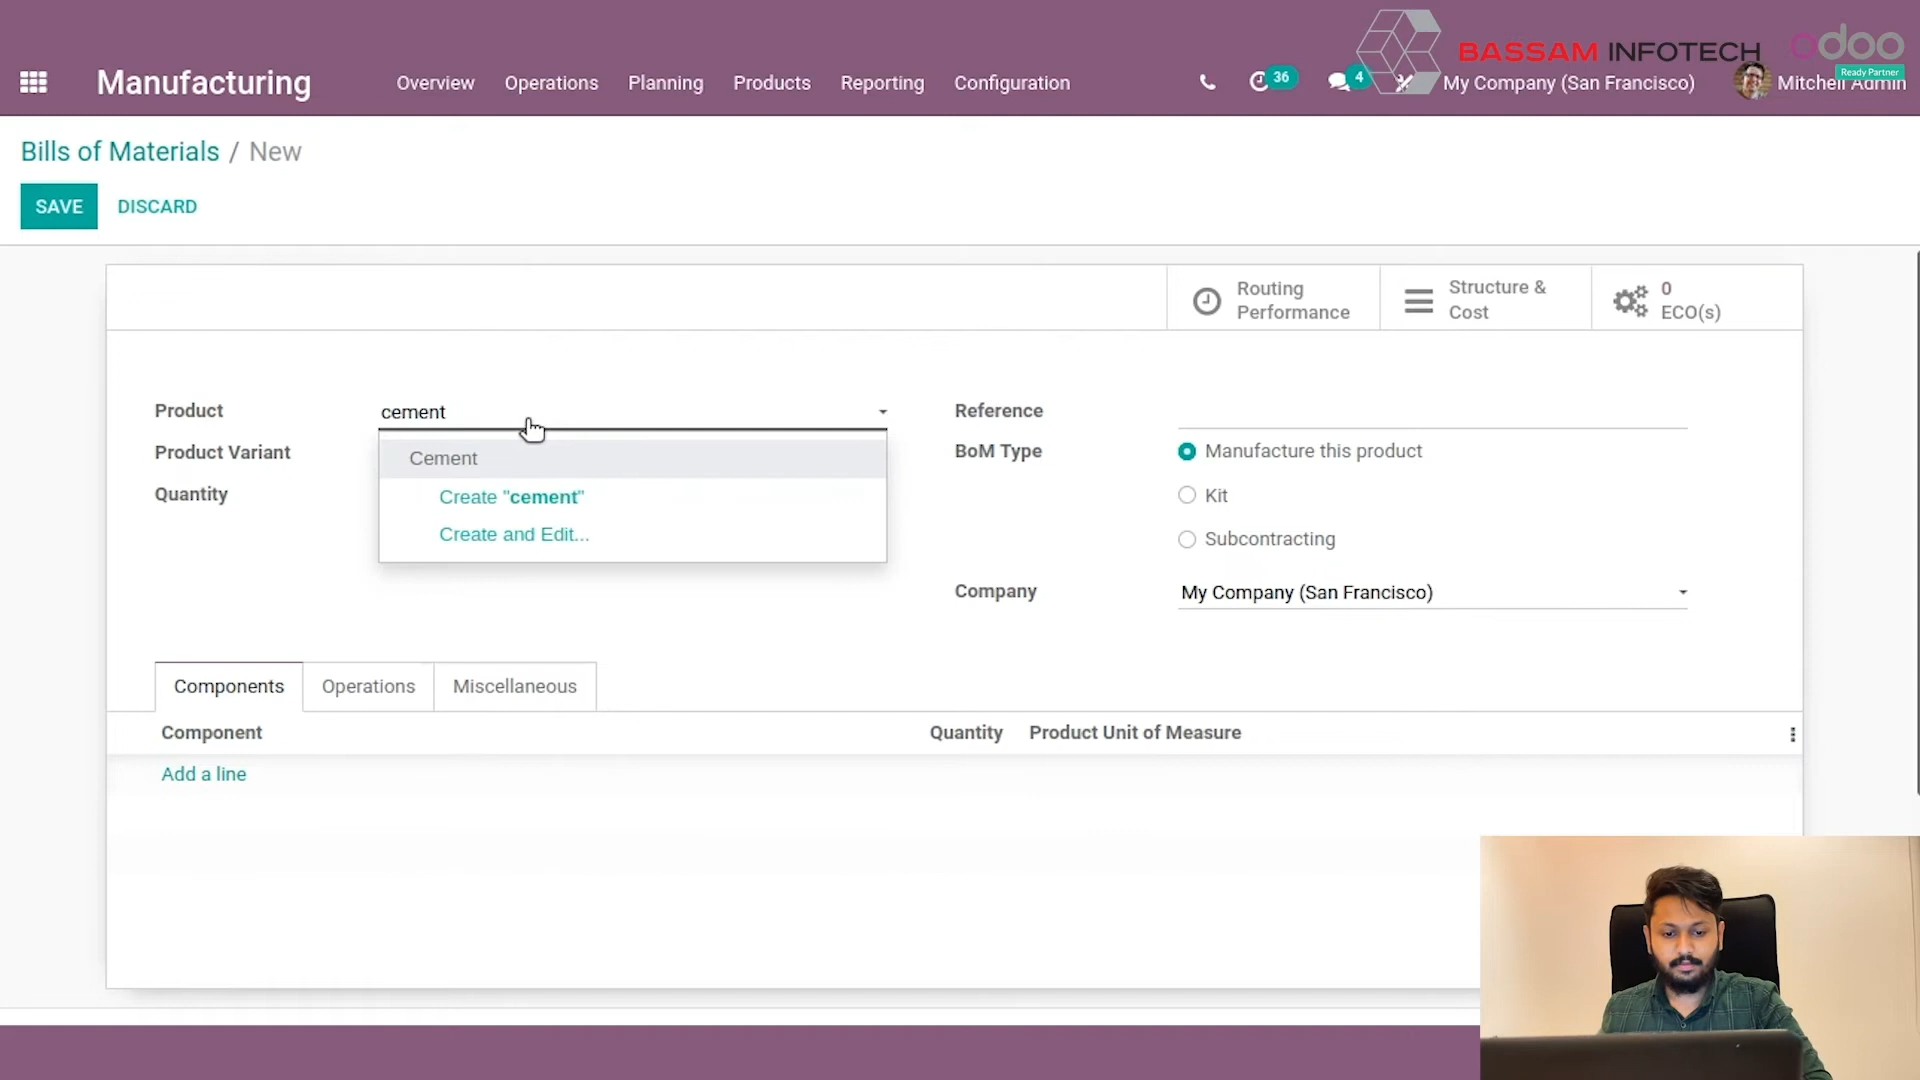 BASSAM INFOTECH
odoo
Ready Partner
Manufacturing
Overview
Operations
Planning
Products
Reporting
Configuration
36
4
My Company (San Francisco)
Mitchell Admin
Bills of Materials / New
SAVE
DISCARD
Routing Performance
Structure & Cost
0 ECO(s)
Product
cement
Product Variant
Quantity
Cement
Create "cement"
Create and Edit...
Reference
BoM Type
Manufacture this product
Kit
Subcontracting
Company
My Company (San Francisco)
Components
Operations
Miscellaneous
Component
Quantity
Product Unit of Measure
Add a line